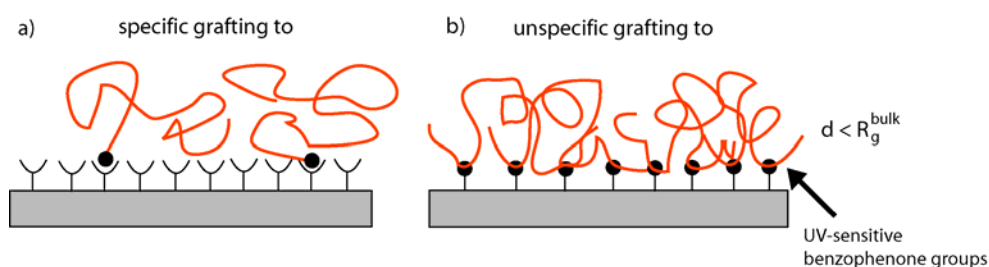 a)
specific grafting to
b)
unspecific grafting to
d < R_g^bulk
UV-sensitive
benzophenone groups